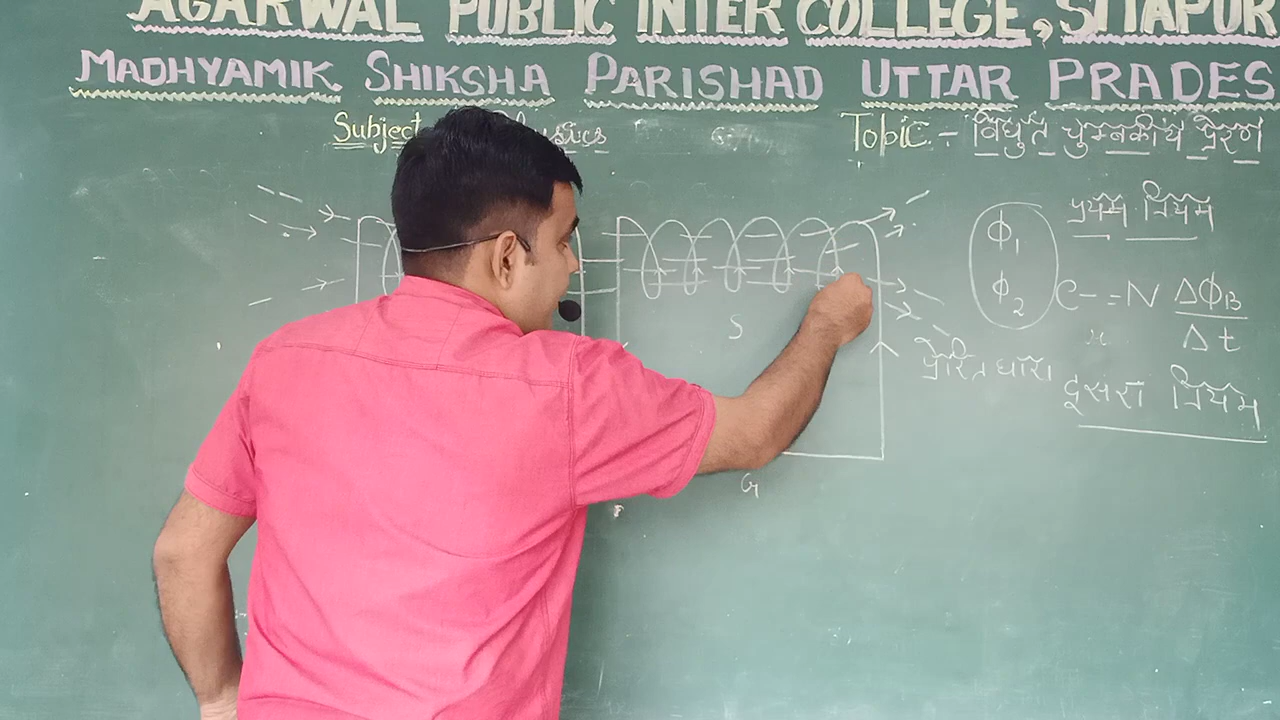 AGARWAL PUBLIC INTER COLLEGE, SITAPUR
MADHYAMIK SHIKSHA PARISHAD UTTAR PRADES
Subject
Topic :- विधुत चुम्बकीय प्रेरण
प्रथम नियम
ϕ₁
ϕ₂
e = N ΔϕB / Δt
S
प्रेरित धारा
दूसरा नियम
G